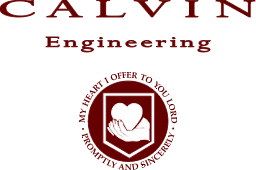 CALVIN
Engineering
· MY HEART I OFFER TO YOU LORD ·
PROMPTLY AND SINCERELY